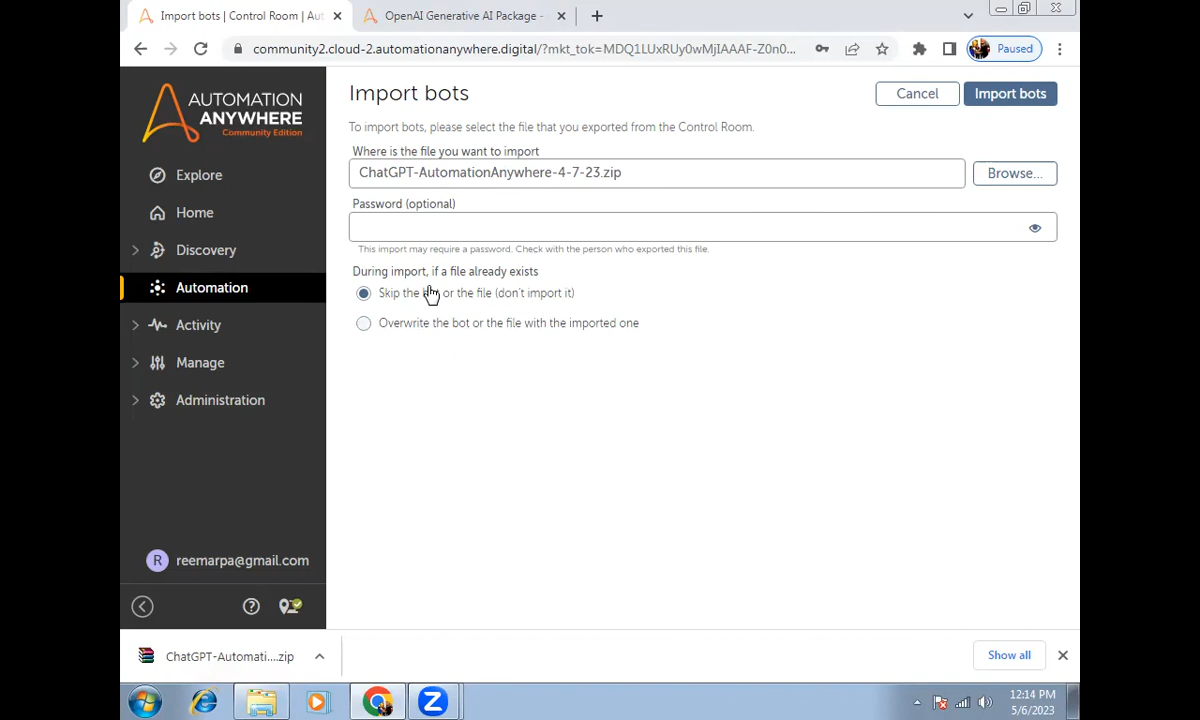 Import bots | Control Room | Aut
OpenAI Generative AI Package -
community2.cloud-2.automationanywhere.digital/?mkt_tok=MDQ1LUxRUy0wMjIAAAF-Z0n0...
Paused
AUTOMATION
ANYWHERE
Community Edition
Explore
Home
Discovery
Automation
Activity
Manage
Administration
R reemarpa@gmail.com
Import bots
Cancel
Import bots
To import bots, please select the file that you exported from the Control Room.
Where is the file you want to import
ChatGPT-AutomationAnywhere-4-7-23.zip
Browse...
Password (optional)
This import may require a password. Check with the person who exported this file.
During import, if a file already exists
Skip the or the file (don't import it)
Overwrite the bot or the file with the imported one
ChatGPT-Automati....zip
Show all
12:14 PM
5/6/2023